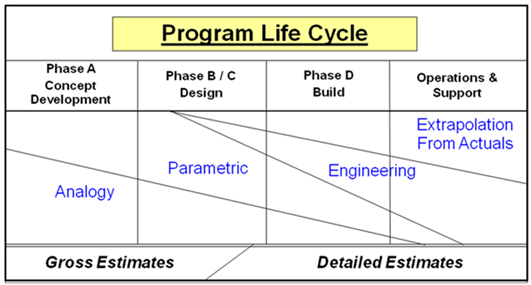 Program Life Cycle
Phase A
Concept
Development
Phase B / C
Design
Phase D
Build
Operations &
Support
Extrapolation
From Actuals
Parametric
Engineering
Analogy
Gross Estimates
Detailed Estimates